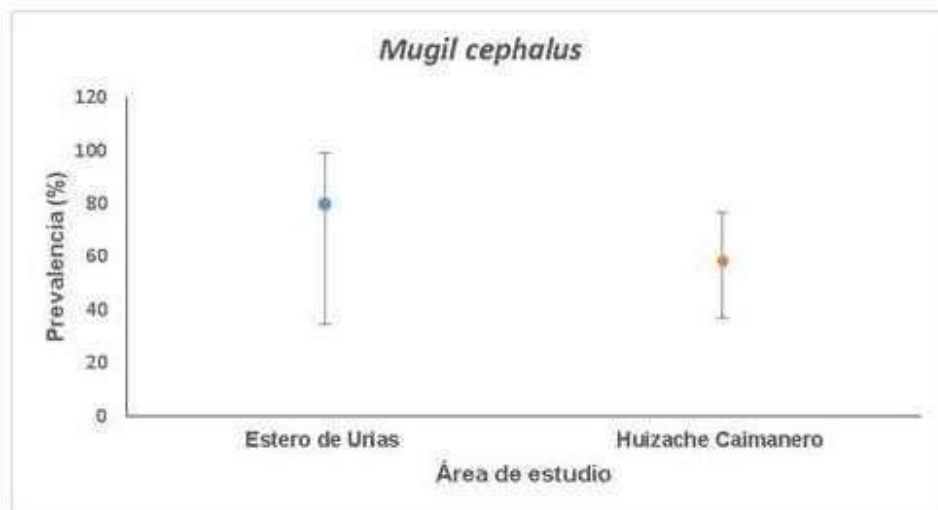 Mugil cephalus
120
100
80
60
40
20
0
Prevalencia (%)
Estero de Urias
Huizache Caimanero
Área de estudio